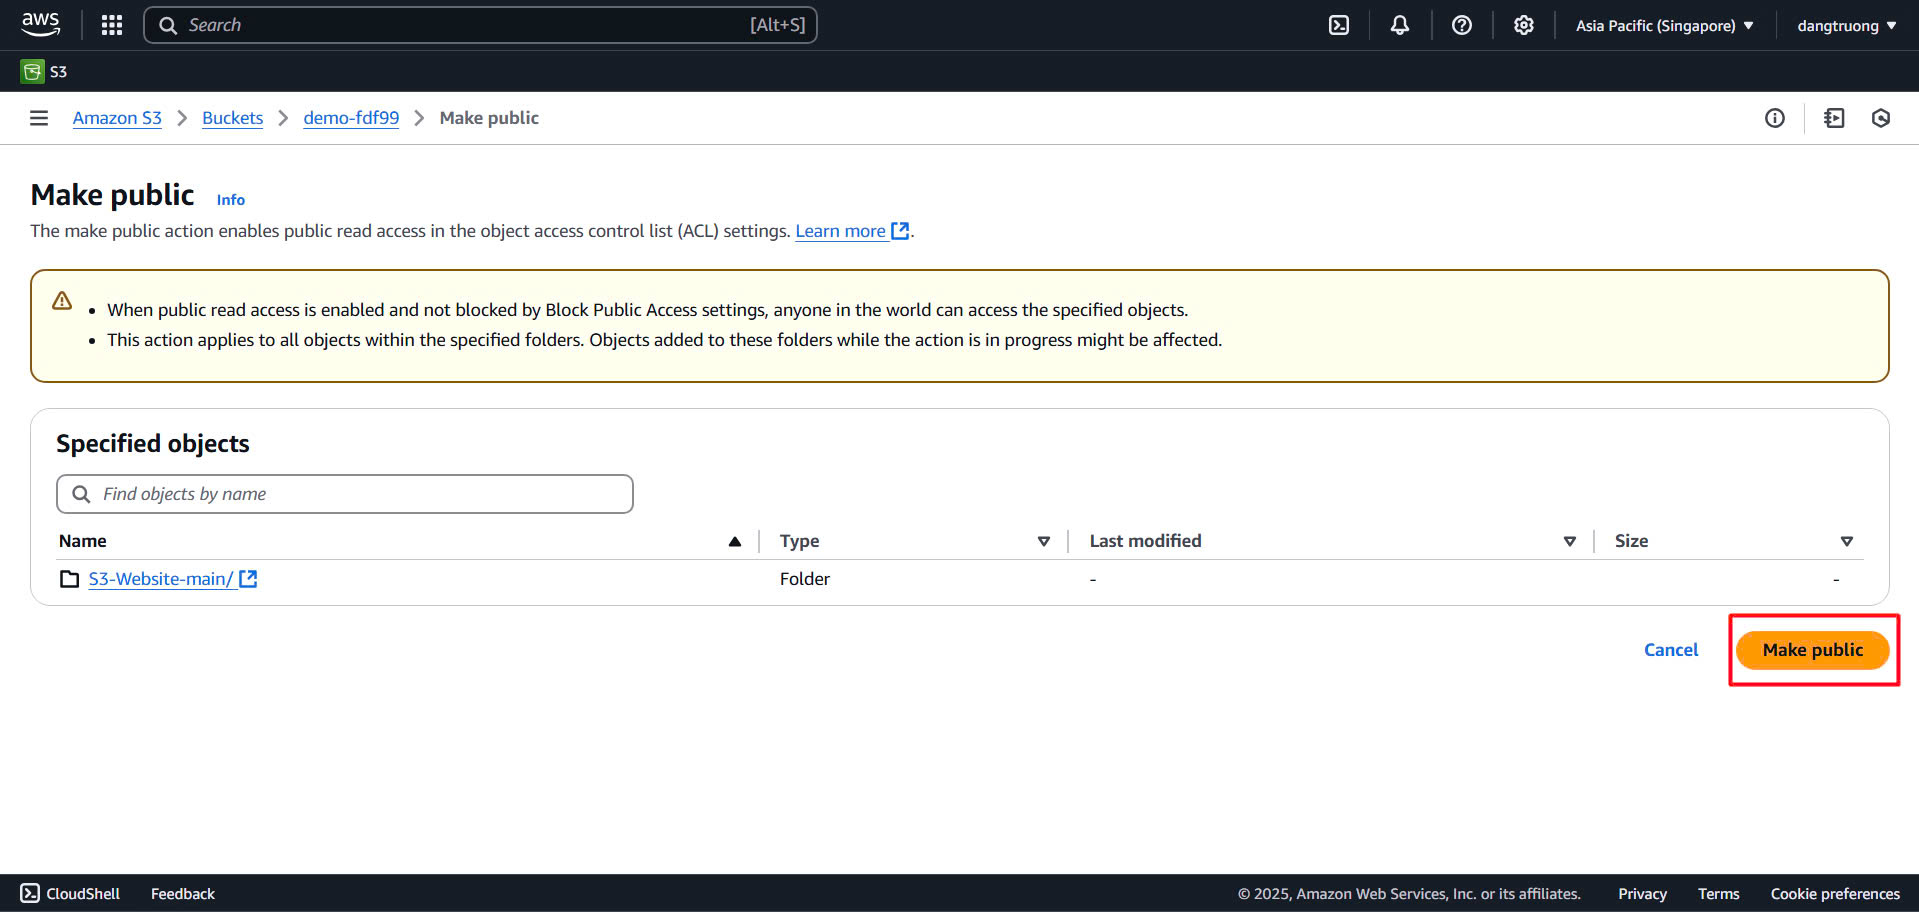 aws Search [Alt+S] Asia Pacific (Singapore) dangtruong
S3
Amazon S3 Buckets demo-fdf99 Make public
Make public Info
The make public action enables public read access in the object access control list (ACL) settings. Learn more.
When public read access is enabled and not blocked by Block Public Access settings, anyone in the world can access the specified objects.
This action applies to all objects within the specified folders. Objects added to these folders while the action is in progress might be affected.
Specified objects
Find objects by name
Name Type Last modified Size
S3-Website-main/ Folder - -
Cancel Make public
CloudShell Feedback © 2025, Amazon Web Services, Inc. or its affiliates. Privacy Terms Cookie preferences